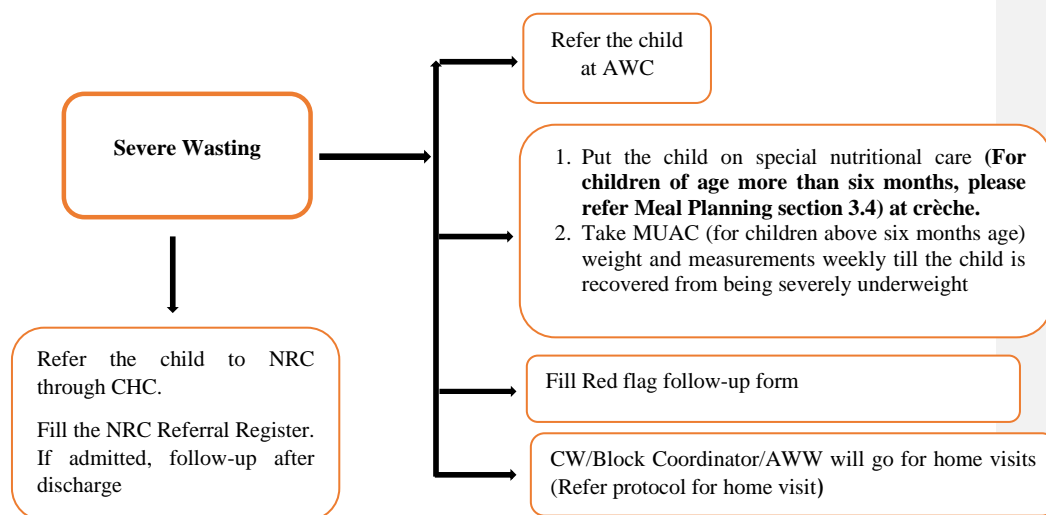 Refer the child
at AWC
Severe Wasting
1. Put the child on special nutritional care (For
children of age more than six months, please
refer Meal Planning section 3.4) at crèche.
2. Take MUAC (for children above six months age)
weight and measurements weekly till the child is
recovered from being severely underweight
Refer the child to NRC
through CHC.
Fill the NRC Referral Register.
If admitted, follow-up after
discharge
Fill Red flag follow-up form
CW/Block Coordinator/AWW will go for home visits
(Refer protocol for home visit)